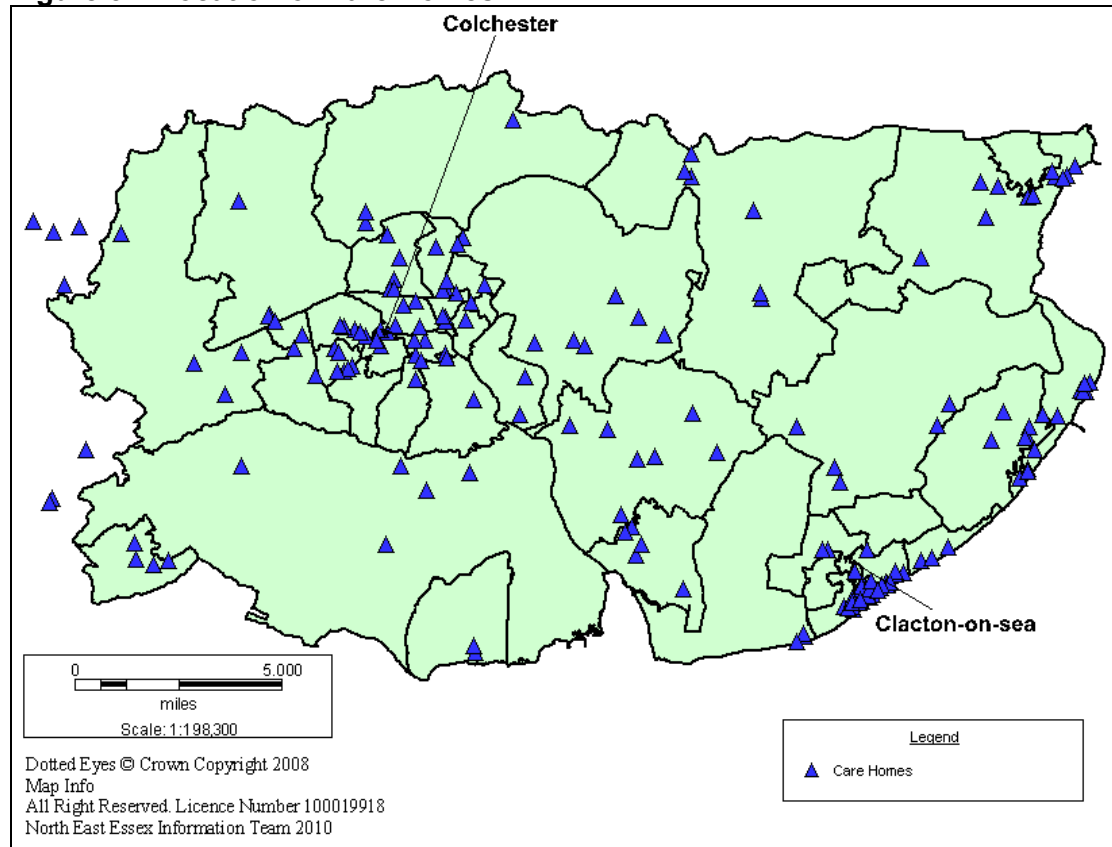 Colchester
Clacton-on-sea
0 5.000
miles
Scale: 1:198,300
Legend
Care Homes
Dotted Eyes © Crown Copyright 2008
Map Info
All Right Reserved. Licence Number 100019918
North East Essex Information Team 2010